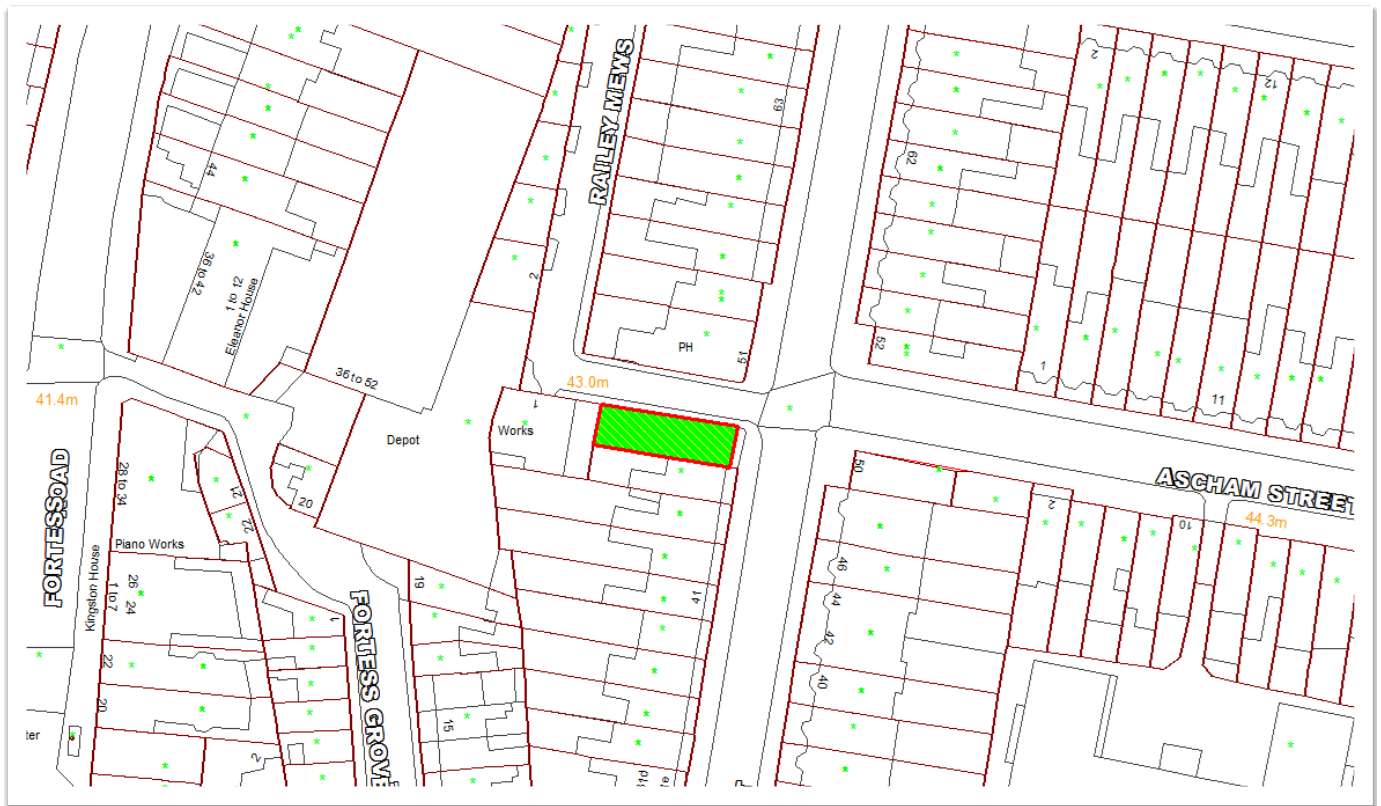 RAILEY MEWS
63
2
12
62
44
36 to 42
1 to 12
Eleanor House
2
PH
51
52
1
11
36 to 52
43.0m
41.4m
1
Works
Depot
50
ASCHAM STREET
44.3m
28 to 34
21
22
20
2
10
FORTESS
Piano Works
Kingston House
26
24
1 to 7
19
1
41
46
44
42
40
FORTESS GROVE
22
20
15
2